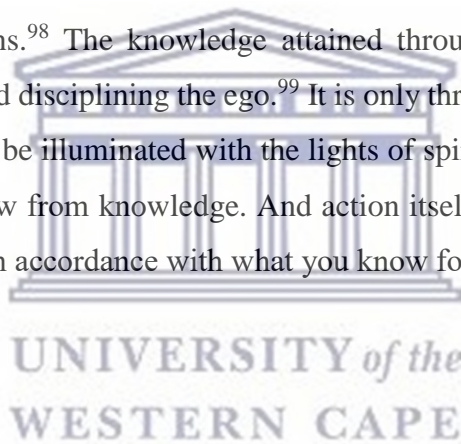 ns.98 The knowledge attained throu
d disciplining the ego.99 It is only thr
be illuminated with the lights of spi
w from knowledge. And action itsel
n accordance with what you know fo
UNIVERSITY of the
WESTERN CAPE